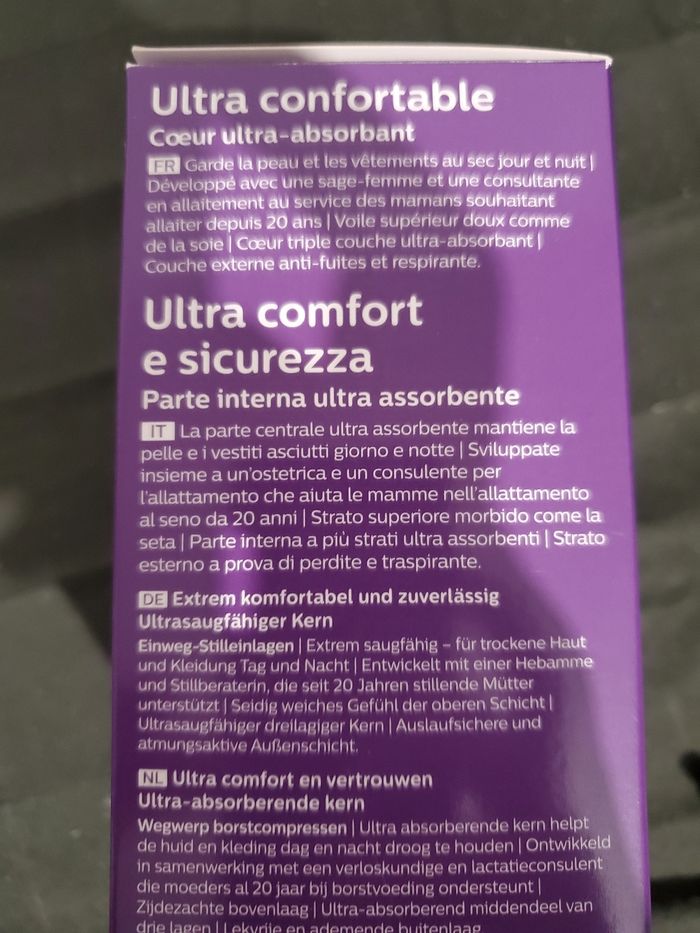 Ultra confortable
Cœur ultra-absorbant
FR Garde la peau et les vêtements au sec jour et nuit |
Développé avec une sage-femme et une consultante
en allaitement au service des mamans souhaitant
allaiter depuis 20 ans | Voile supérieur doux comme
de la soie | Cœur triple couche ultra-absorbant |
Couche externe anti-fuites et respirante.
Ultra comfort
e sicurezza
Parte interna ultra assorbente
IT La parte centrale ultra assorbente mantiene la
pelle e i vestiti asciutti giorno e notte | Sviluppate
insieme a un'ostetrica e un consulente per
l'allattamento che aiuta le mamme nell'allattamento
al seno da 20 anni | Strato superiore morbido come la
seta | Parte interna a più strati ultra assorbenti | Strato
esterno a prova di perdite e traspirante.
DE Extrem komfortabel und zuverlässig
Ultrasaugfähiger Kern
Einweg-Stilleinlagen | Extrem saugfähig – für trockene Haut
und Kleidung Tag und Nacht | Entwickelt mit einer Hebamme
und Stillberaterin, die seit 20 Jahren stillende Mütter
unterstützt | Seidig weiches Gefühl der oberen Schicht |
Ultrasaugfähiger dreilagiger Kern | Auslaufsichere und
atmungsaktive Außenschicht.
NL Ultra comfort en vertrouwen
Ultra-absorberende kern
Wegwerp borstcompressen | Ultra absorberende kern helpt
de huid en kleding dag en nacht droog te houden | Ontwikkeld
in samenwerking met een verloskundige en lactatieconsulent
die moeders al 20 jaar bij borstvoeding ondersteunt |
Zijdezachte bovenlaag | Ultra-absorberend middendeel van
drie lagen | Lekvrije en ademende buitenlaag